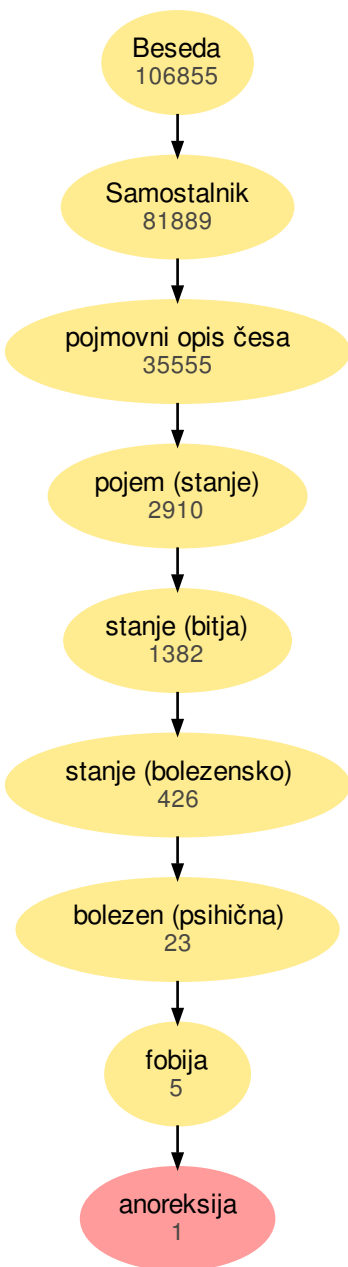 Beseda
106855
Samostalnik
81889
pojmovni opis česa
35555
pojem (stanje)
2910
stanje (bitja)
1382
stanje (bolezensko)
426
bolezen (psihična)
23
fobija
5
anoreksija
1